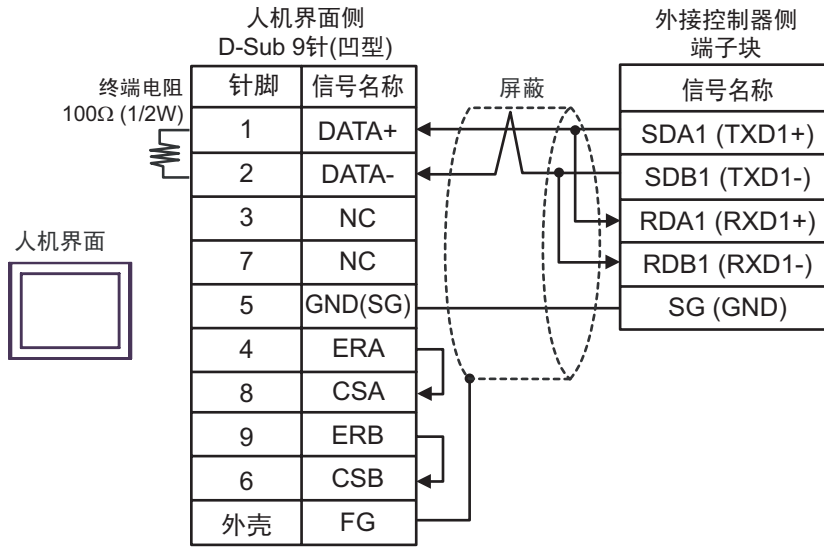 人机界面侧
D-Sub 9针(凹型)
外接控制器侧
端子块
终端电阻
100Ω (1/2W)
针脚 信号名称
屏蔽
信号名称
1 DATA+
SDA1 (TXD1+)
2 DATA-
SDB1 (TXD1-)
3 NC
RDA1 (RXD1+)
人机界面
7 NC
RDB1 (RXD1-)
5 GND(SG)
SG (GND)
4 ERA
8 CSA
9 ERB
6 CSB
外壳 FG